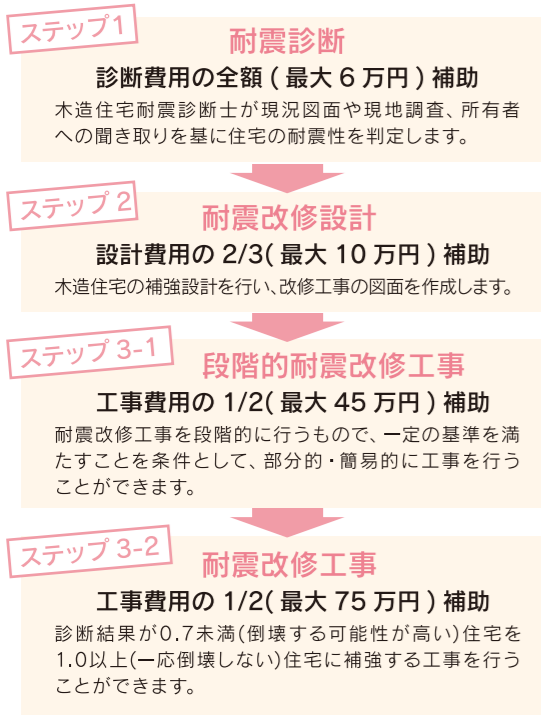 ステップ1
耐震診断
診断費用の全額(最大6万円)補助
木造住宅耐震診断士が現況図面や現地調査、所有者
への聞き取りを基に住宅の耐震性を判定します。
ステップ2
耐震改修設計
設計費用の2/3(最大10万円)補助
木造住宅の補強設計を行い、改修工事の図面を作成します。
ステップ3-1
段階的耐震改修工事
工事費用の1/2(最大45万円)補助
耐震改修工事を段階的に行うもので、一定の基準を満
たすことを条件として、部分的・簡易的に工事を行う
ことができます。
ステップ3-2
耐震改修工事
工事費用の1/2(最大75万円)補助
診断結果が0.7未満(倒壊する可能性が高い)住宅を
1.0以上(一応倒壊しない)住宅に補強する工事を行う
ことができます。